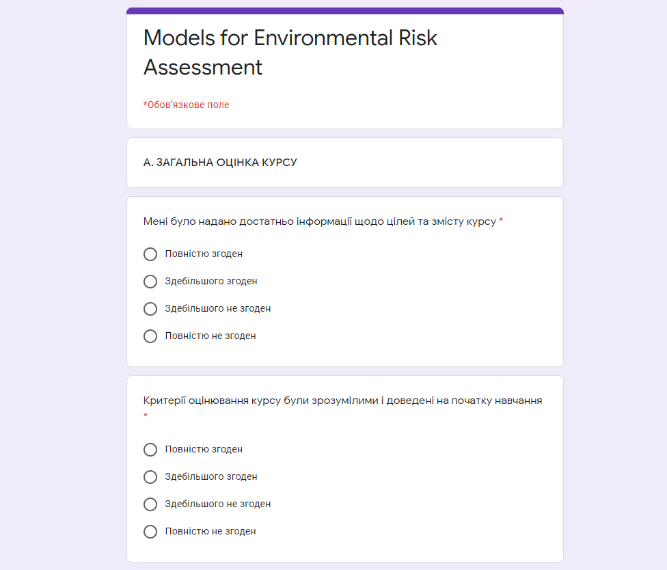 Models for Environmental Risk
Assessment
*Обов'язкове поле
А. ЗАГАЛЬНА ОЦІНКА КУРСУ
Мені було надано достатньо інформації щодо цілей та змісту курсу *
Повністю згоден
Здебільшого згоден
Здебільшого не згоден
Повністю не згоден
Критерії оцінювання курсу були зрозумілими і доведені на початку навчання
*
Повністю згоден
Здебільшого згоден
Здебільшого не згоден
Повністю не згоден